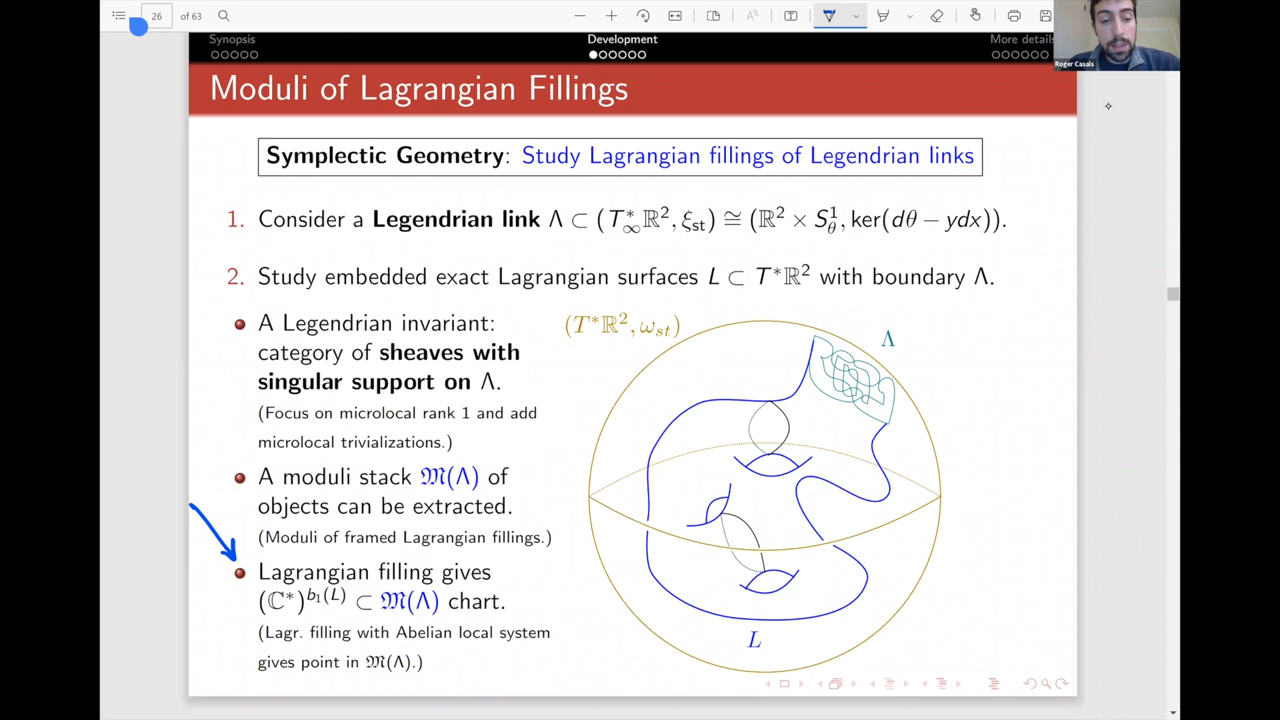 26 of 63
Roger Casals
Synopsis Development More details
Moduli of Lagrangian Fillings
Symplectic Geometry: Study Lagrangian fillings of Legendrian links
1. Consider a Legendrian link Λ ⊂ (T*∞ℝ², ξst) ≅ (ℝ² × S¹θ, ker(dθ − ydx)).
2. Study embedded exact Lagrangian surfaces L ⊂ T*ℝ² with boundary Λ.
A Legendrian invariant:
category of sheaves with
singular support on Λ.
(Focus on microlocal rank 1 and add
microlocal trivializations.)
A moduli stack 𝔐(Λ) of
objects can be extracted.
(Moduli of framed Lagrangian fillings.)
Lagrangian filling gives
(ℂ*)^{b₁(L)} ⊂ 𝔐(Λ) chart.
(Lagr. filling with Abelian local system
gives point in 𝔐(Λ).)
(T*ℝ², ωst)
Λ
L